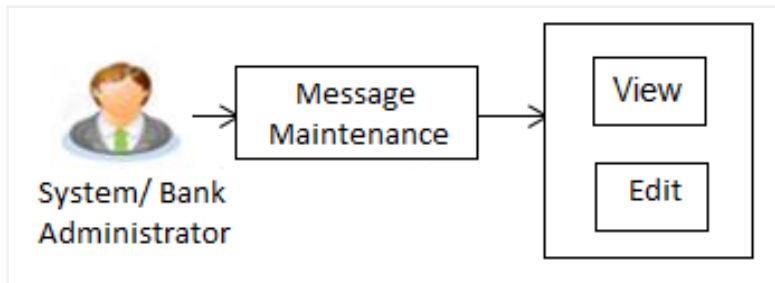 System/ Bank
Administrator
Message
Maintenance
View
Edit